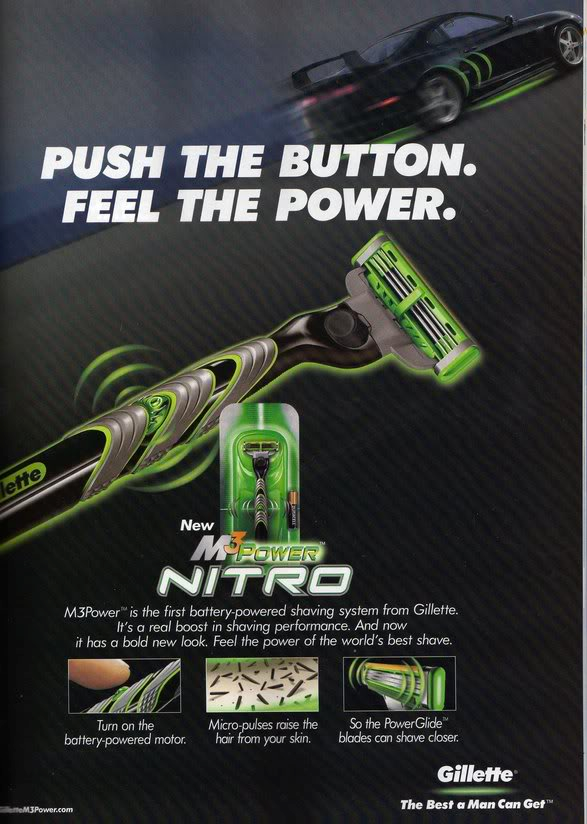 PUSH THE BUTTON.
FEEL THE POWER.
lette
New
M3POWER™
NITRO
M3Power™ is the first battery-powered shaving system from Gillette.
It's a real boost in shaving performance. And now
it has a bold new look. Feel the power of the world's best shave.
Turn on the
battery-powered motor.
Micro-pulses raise the
hair from your skin.
So the PowerGlide™
blades can shave closer.
Gillette®
The Best a Man Can Get™
GilletteM3Power.com